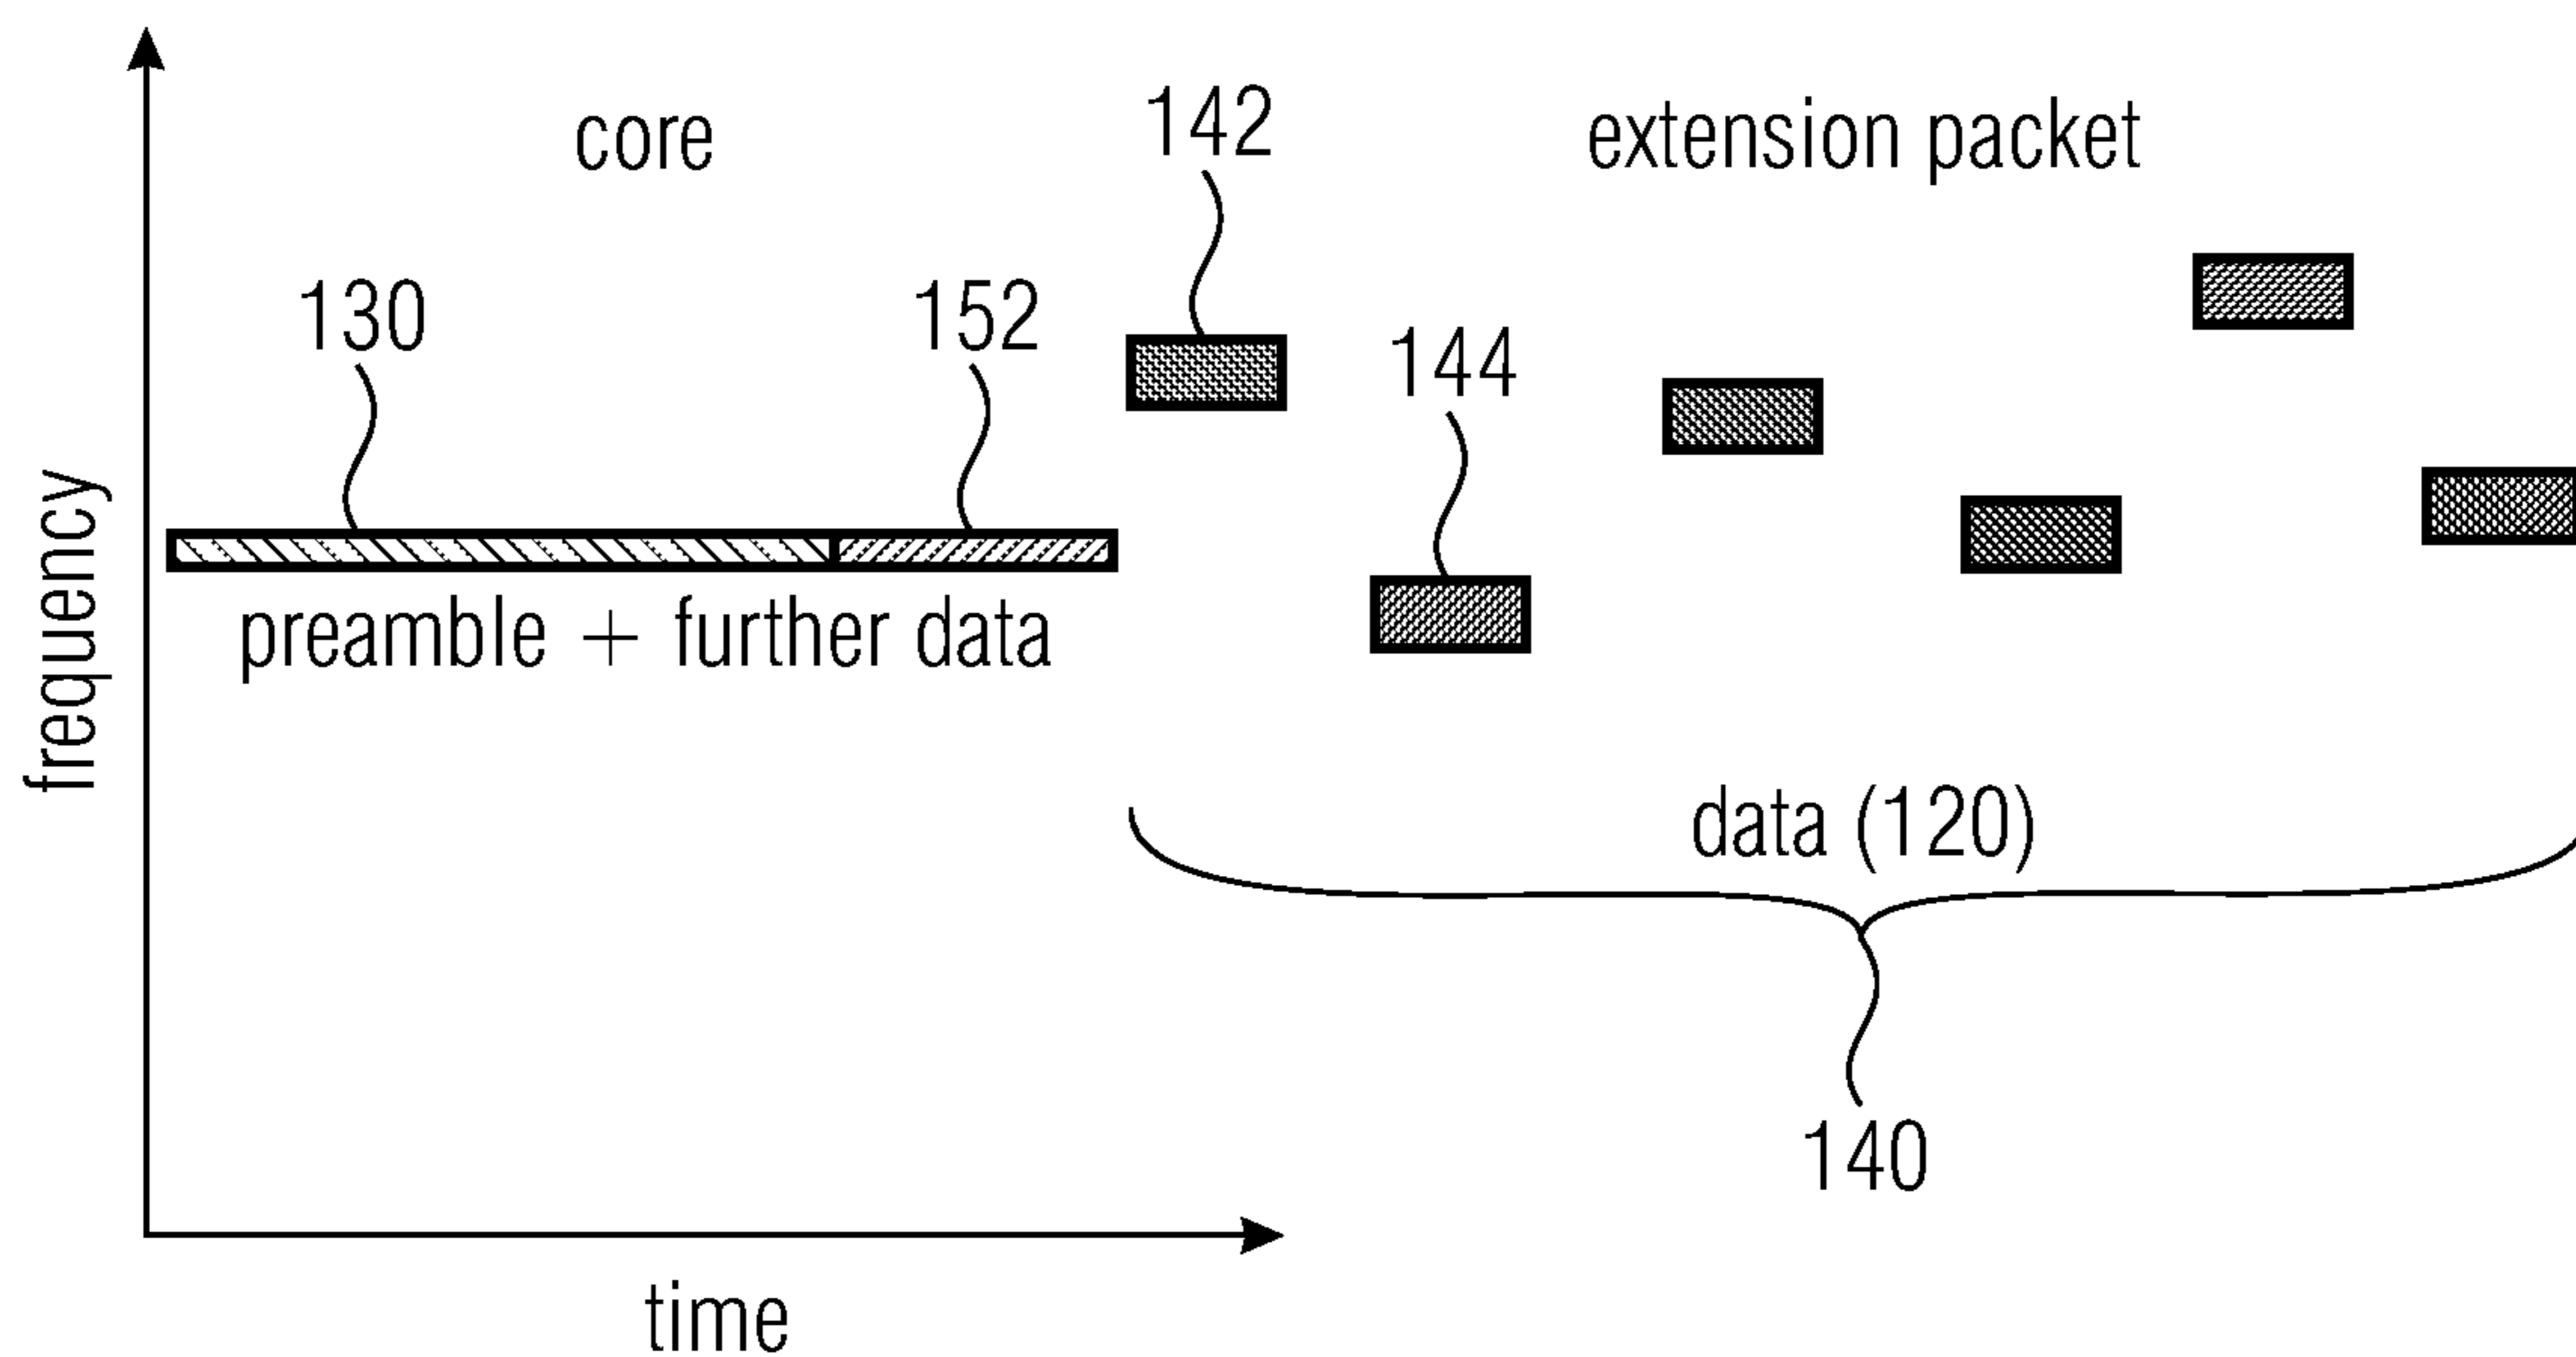 core
142
extension packet
130
152
144
preamble + further data
frequency
data (120)
140
time